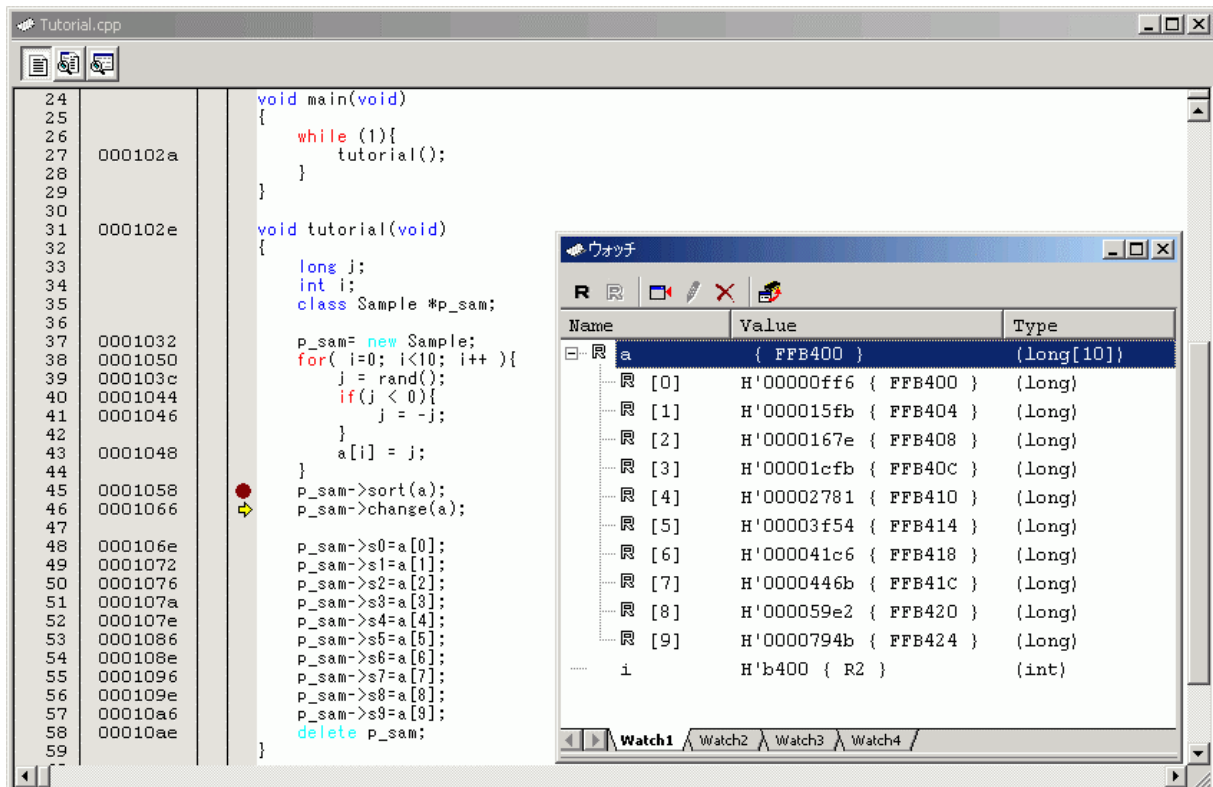 Tutorial.cpp
24 void main(void)
25 {
26 while (1){
27 000102a tutorial();
28 }
29 }
30
31 000102e void tutorial(void)
32 {
33 long j;
34 int i;
35 class Sample *p_sam;
36
37 0001032 p_sam= new Sample;
38 0001050 for( i=0; i<10; i++ ){
39 000103c j = rand();
40 0001044 if(j < 0){
41 0001046 j = -j;
42 }
43 0001048 a[i] = j;
44 }
45 0001058 p_sam->sort(a);
46 0001066 p_sam->change(a);
47
48 000106e p_sam->s0=a[0];
49 0001072 p_sam->s1=a[1];
50 0001076 p_sam->s2=a[2];
51 000107a p_sam->s3=a[3];
52 000107e p_sam->s4=a[4];
53 0001086 p_sam->s5=a[5];
54 000108e p_sam->s6=a[6];
55 0001096 p_sam->s7=a[7];
56 000109e p_sam->s8=a[8];
57 00010a6 p_sam->s9=a[9];
58 00010ae delete p_sam;
59 }
ウォッチ
R R
Name Value Type
R a { FFB400 } (long[10])
R [0] H'00000ff6 { FFB400 } (long)
R [1] H'000015fb { FFB404 } (long)
R [2] H'0000167e { FFB408 } (long)
R [3] H'00001cfb { FFB40C } (long)
R [4] H'00002781 { FFB410 } (long)
R [5] H'00003f54 { FFB414 } (long)
R [6] H'000041c6 { FFB418 } (long)
R [7] H'0000446b { FFB41C } (long)
R [8] H'000059e2 { FFB420 } (long)
R [9] H'0000794b { FFB424 } (long)
i H'b400 { R2 } (int)
Watch1 Watch2 Watch3 Watch4